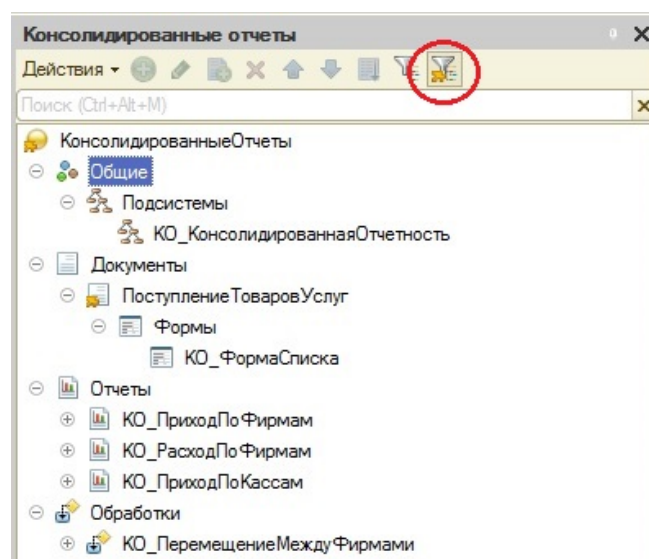 Консолидированные отчеты
Действия
Поиск (Ctrl+Alt+M)
КонсолидированныеОтчеты
Общие
Подсистемы
КО_КонсолидированнаяОтчетность
Документы
ПоступлениеТоваровУслуг
Формы
КО_ФормаСписка
Отчеты
КО_ПриходПоФирмам
КО_РасходПоФирмам
КО_ПриходПоКассам
Обработки
КО_ПеремещениеМеждуФирмами